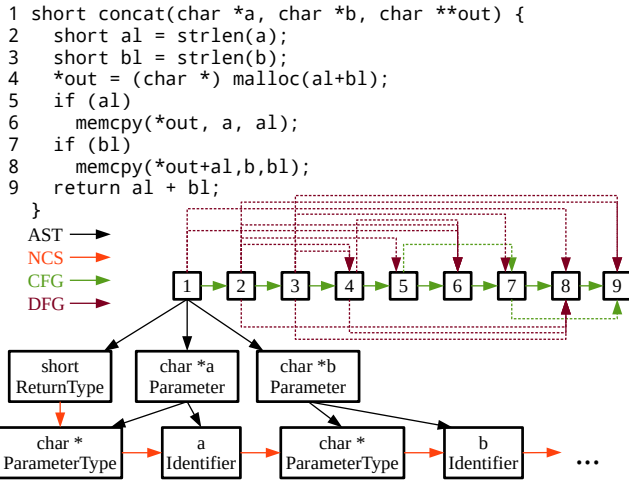 1 short concat(char *a, char *b, char **out) {
2   short al = strlen(a);
3   short bl = strlen(b);
4   *out = (char *) malloc(al+bl);
5   if (al)
6     memcpy(*out, a, al);
7   if (bl)
8     memcpy(*out+al,b,bl);
9   return al + bl;
  }
AST
NCS
CFG
DFG
1 2 3 4 5 6 7 8 9
short
ReturnType
char *a
Parameter
char *b
Parameter
char *
ParameterType
a
Identifier
char *
ParameterType
b
Identifier
...